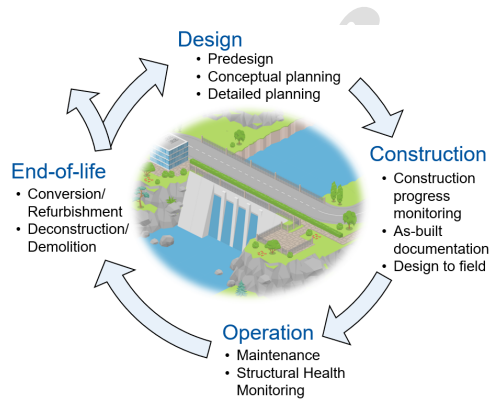 Design
• Predesign
• Conceptual planning
• Detailed planning
Construction
• Construction
progress
monitoring
• As-built
documentation
• Design to field
Operation
• Maintenance
• Structural Health
Monitoring
End-of-life
• Conversion/
Refurbishment
• Deconstruction/
Demolition